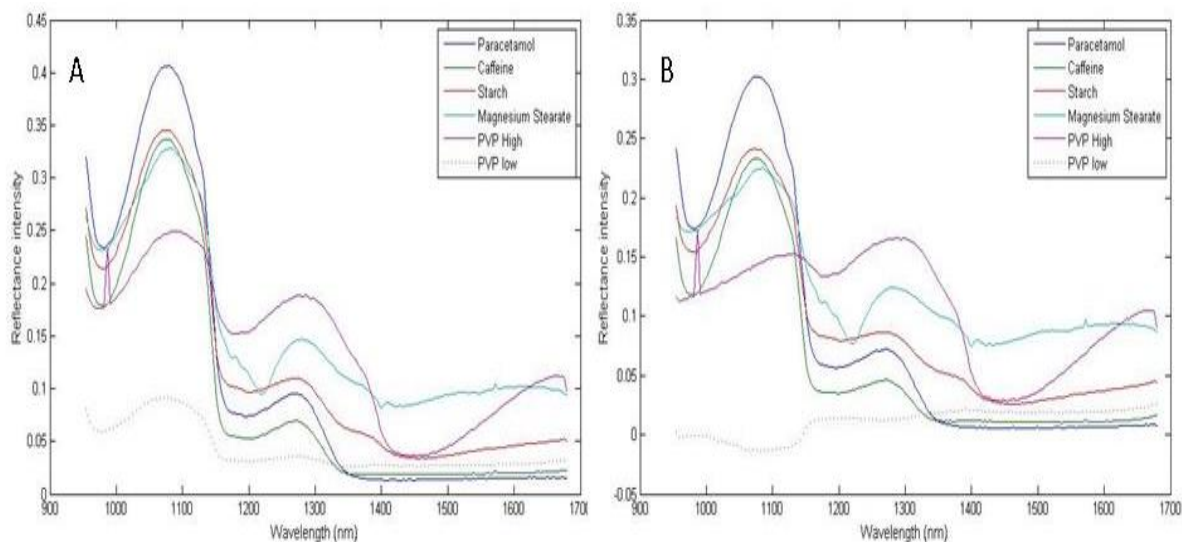 A
0.45
0.4
0.35
0.3
0.25
0.2
0.15
0.1
0.05
0
Reflectance intensity
900 1000 1100 1200 1300 1400 1500 1600 1700
Wavelength (nm)
Paracetamol
Caffeine
Starch
Magnesium Stearate
PVP High
PVP low
B
0.35
0.3
0.25
0.2
0.15
0.1
0.05
0
-0.05
Reflectance intensity
900 1000 1100 1200 1300 1400 1500 1600 1700
Wavelength (nm)
Paracetamol
Caffeine
Starch
Magnesium Stearate
PVP High
PVP low